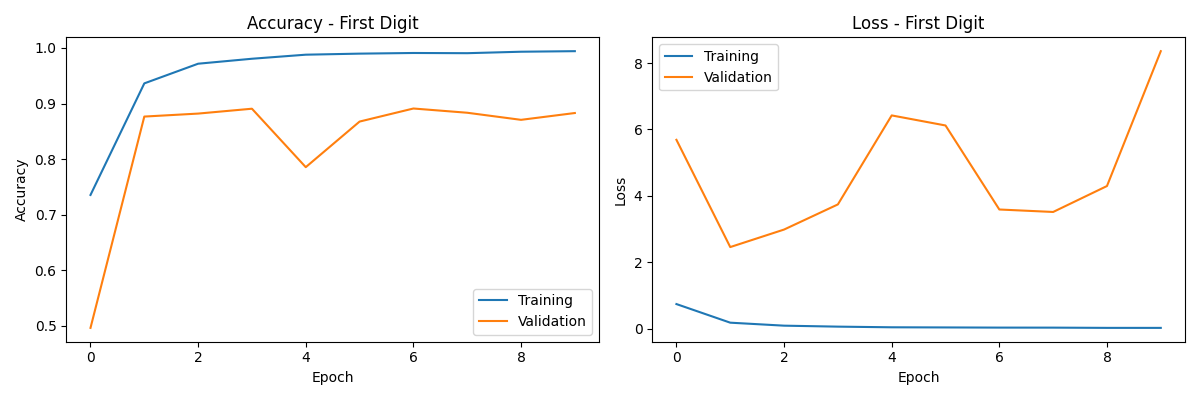 Accuracy - First Digit
1.0
0.9
0.8
0.7
0.6
0.5
Accuracy
Training
Validation
0 2 4 6 8
Epoch
Loss - First Digit
Training
Validation
8
6
4
2
0
Loss
0 2 4 6 8
Epoch